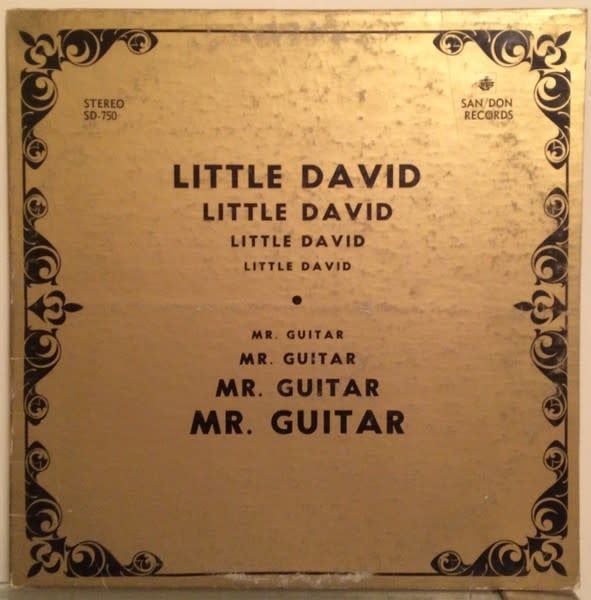 STEREO
SD-750
SAN/DON
RECORDS
LITTLE DAVID
LITTLE DAVID
LITTLE DAVID
LITTLE DAVID
MR. GUITAR
MR. GUITAR
MR. GUITAR
MR. GUITAR